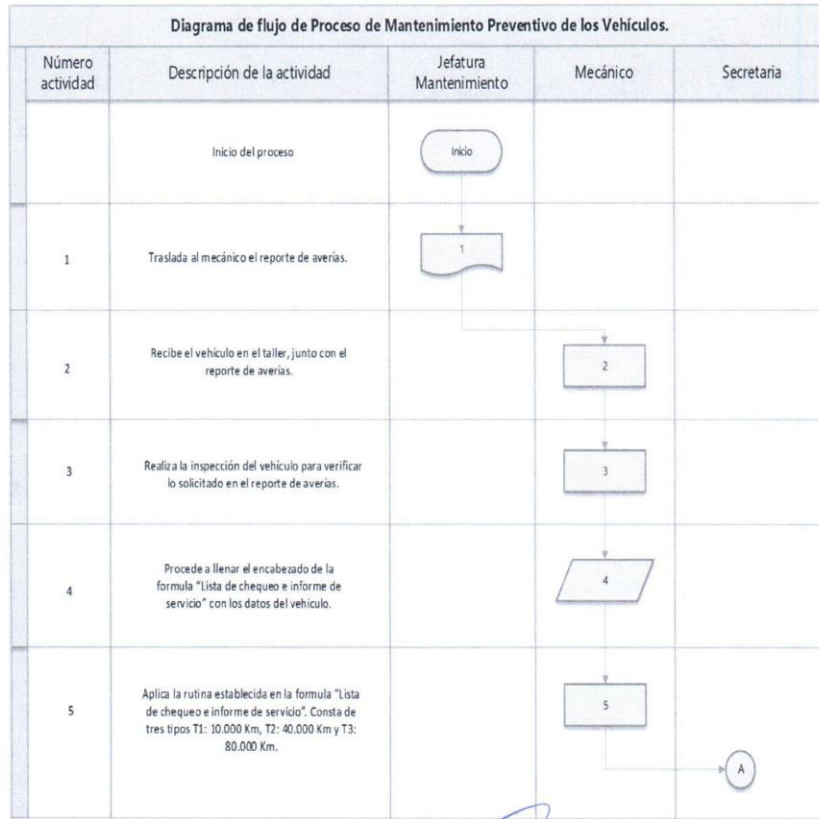 Diagrama de flujo de Proceso de Mantenimiento Preventivo de los Vehículos.
Número
actividad
Descripción de la actividad
Jefatura
Mantenimiento
Mecánico
Secretaria
Inicio del proceso
Inicio
1
Traslada al mecánico el reporte de averías.
1
2
Recibe el vehículo en el taller, junto con el
reporte de averías.
2
3
Realiza la inspección del vehículo para verificar
lo solicitado en el reporte de averías.
3
4
Procede a llenar el encabezado de la
formula "Lista de chequeo e informe de
servicio" con los datos del vehículo.
4
5
Aplica la rutina establecida en la formula "Lista
de chequeo e informe de servicio". Consta de
tres tipos T1: 10.000 Km, T2: 40.000 Km y T3:
80.000 Km.
5
A